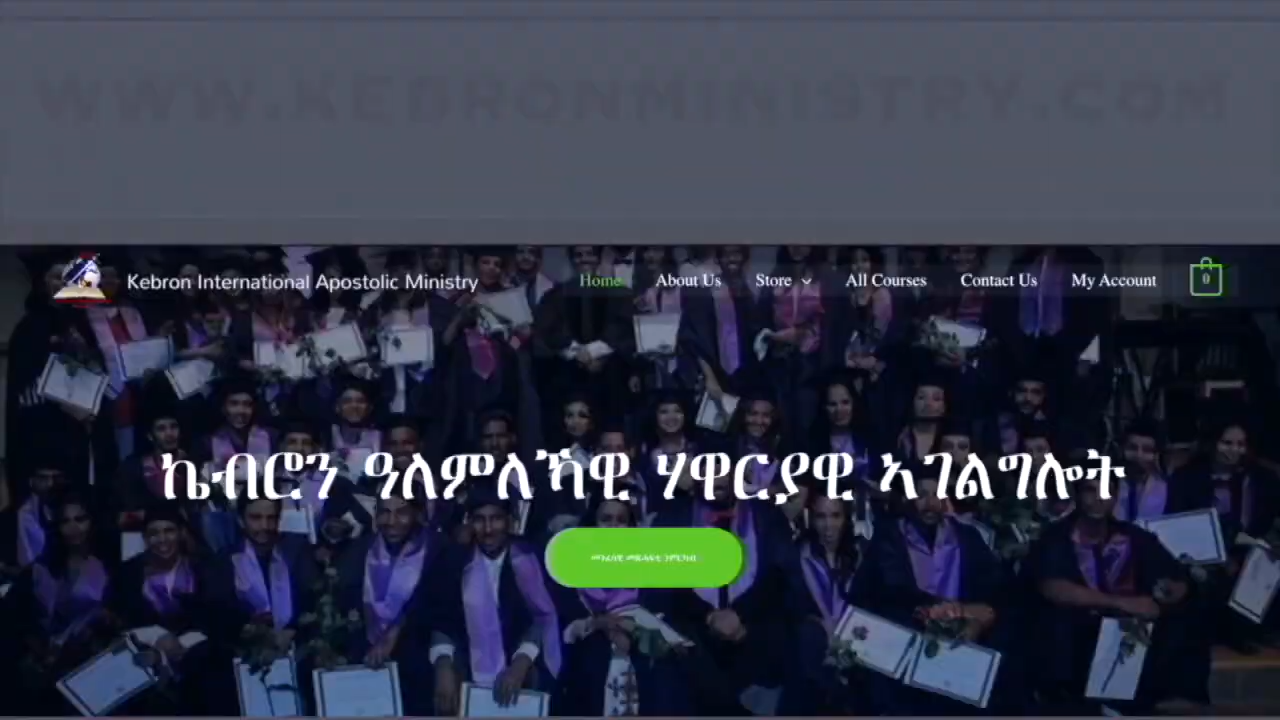 WWW.KEBRONMINISTRY.COM
Kebron International Apostolic Ministry
Home About Us Store All Courses Contact Us My Account 0
ኬብሮን ዓለምለኻዊ ሃዋርያዊ ኣገልግሎት